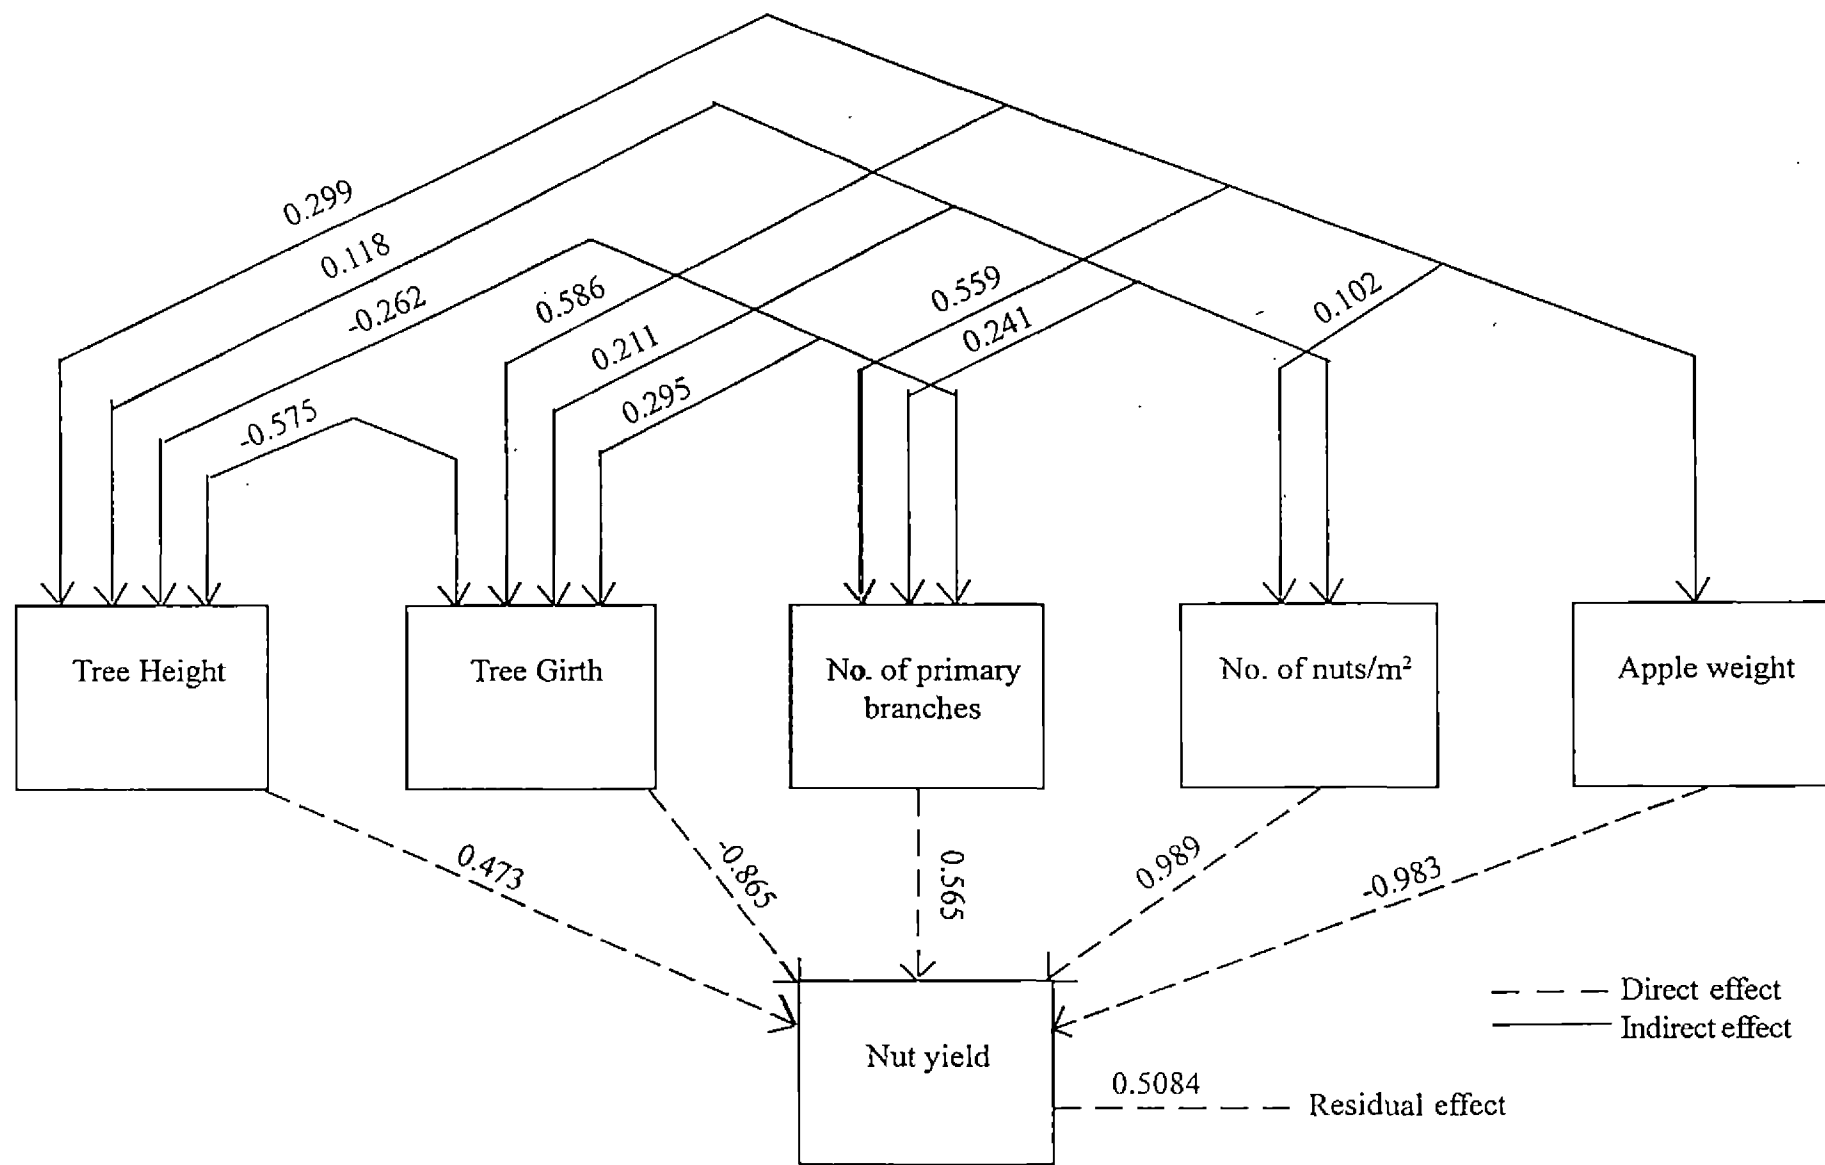 0.299
0.118
-0.262
-0.575
0.586
0.211
0.295
0.559
0.241
0.102
Tree Height
Tree Girth
No. of primary
branches
No. of nuts/m²
Apple weight
0.473
-0.865
0.565
0.989
-0.983
Nut yield
Direct effect
Indirect effect
0.5084
Residual effect